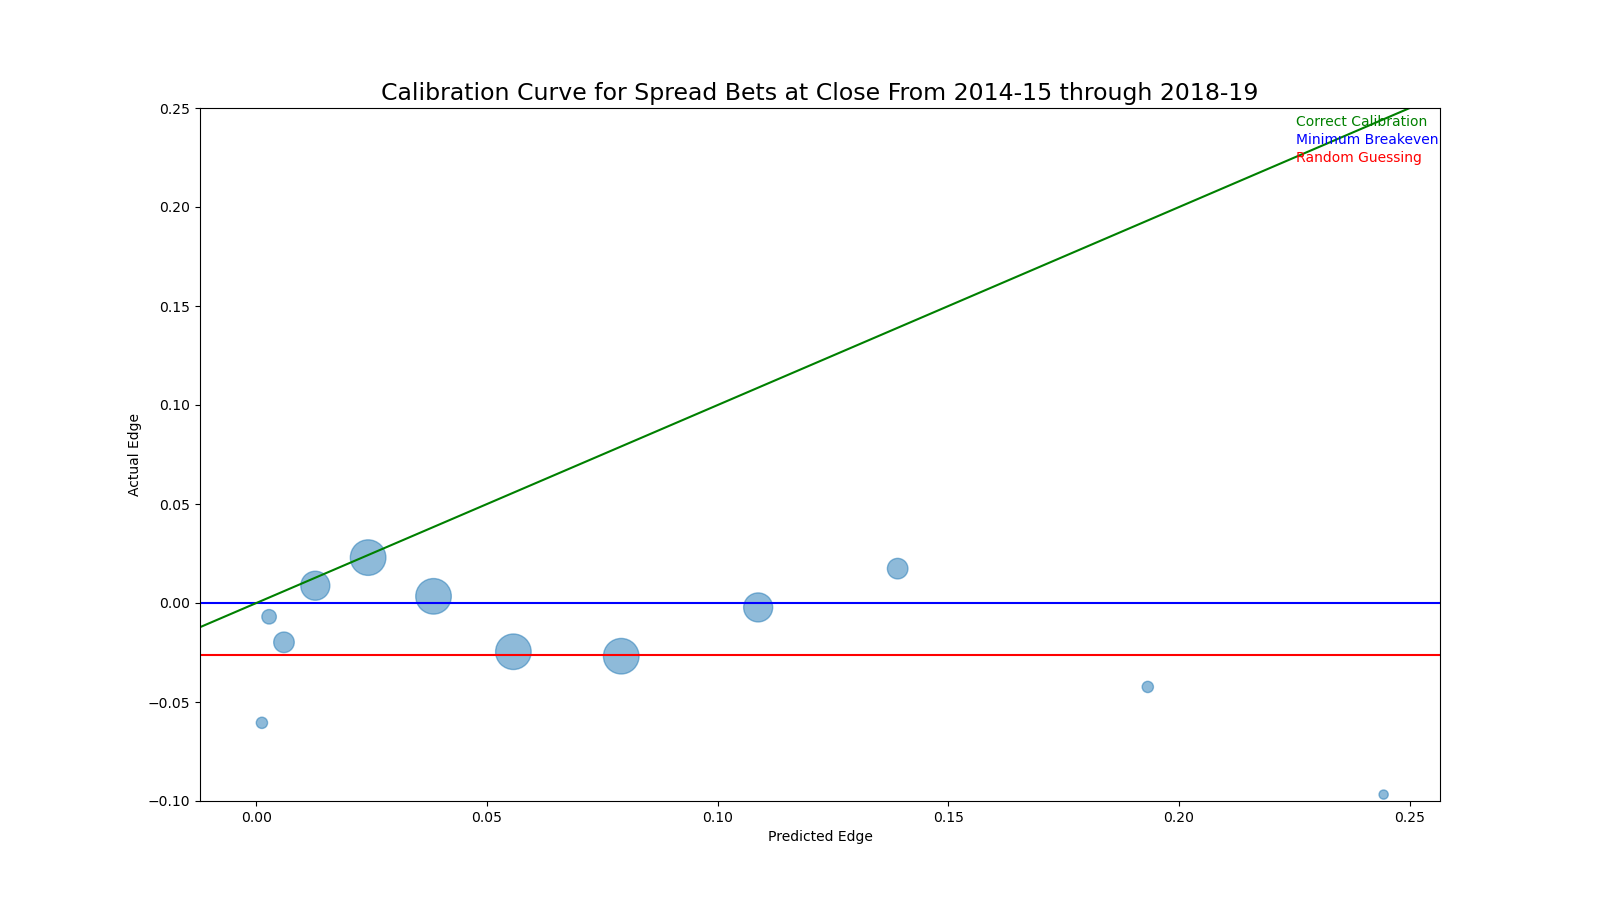 Calibration Curve for Spread Bets at Close From 2014-15 through 2018-19
0.25
Correct Calibration
Minimum Breakeven
Random Guessing
0.20
0.15
0.10
0.05
0.00
−0.05
−0.10
Actual Edge
0.00 0.05 0.10 0.15 0.20 0.25
Predicted Edge